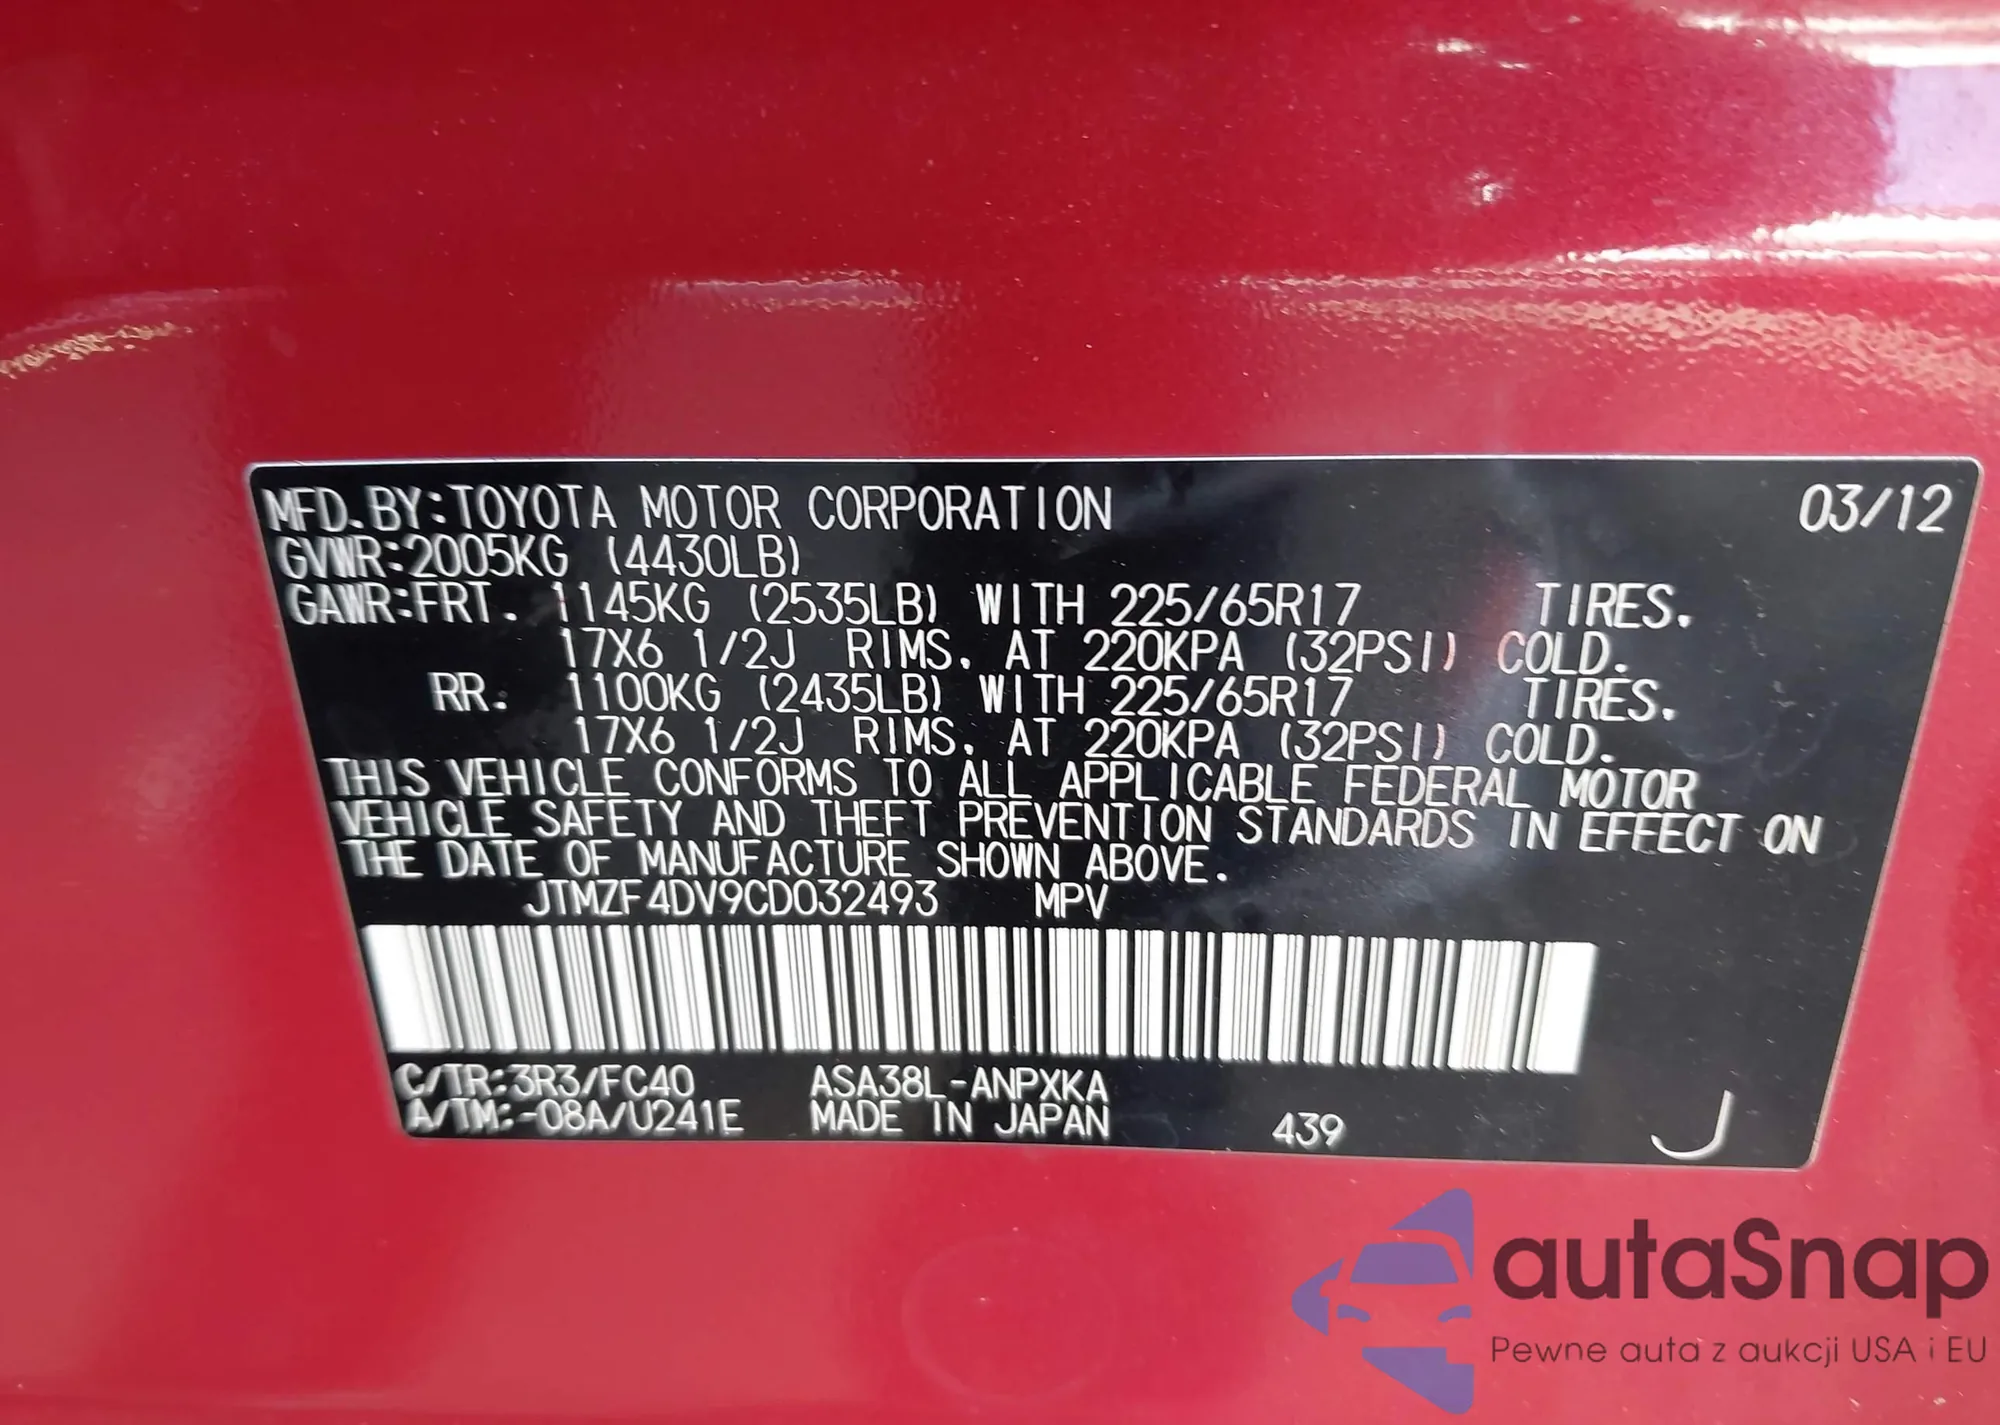 MFD. BY: TOYOTA MOTOR CORPORATION 03/12
GVWR: 2005KG (4430LB)
GAWR: FRT. 1145KG (2535LB) WITH 225/65R17 TIRES.
17X6 1/2J RIMS, AT 220KPA (32PSI) COLD.
RR. 1100KG (2435LB) WITH 225/65R17 TIRES.
17X6 1/2J RIMS, AT 220KPA (32PSI) COLD.
THIS VEHICLE CONFORMS TO ALL APPLICABLE FEDERAL MOTOR
VEHICLE SAFETY AND THEFT PREVENTION STANDARDS IN EFFECT ON
THE DATE OF MANUFACTURE SHOWN ABOVE.
JTMZF4DV9CD032493 MPV
C/TR: 3R3/FC40 ASA38L-ANPXKA
A/TM: -08A/U241E MADE IN JAPAN 439 J
autaSnap
Pewne auta z aukcji USA i EU